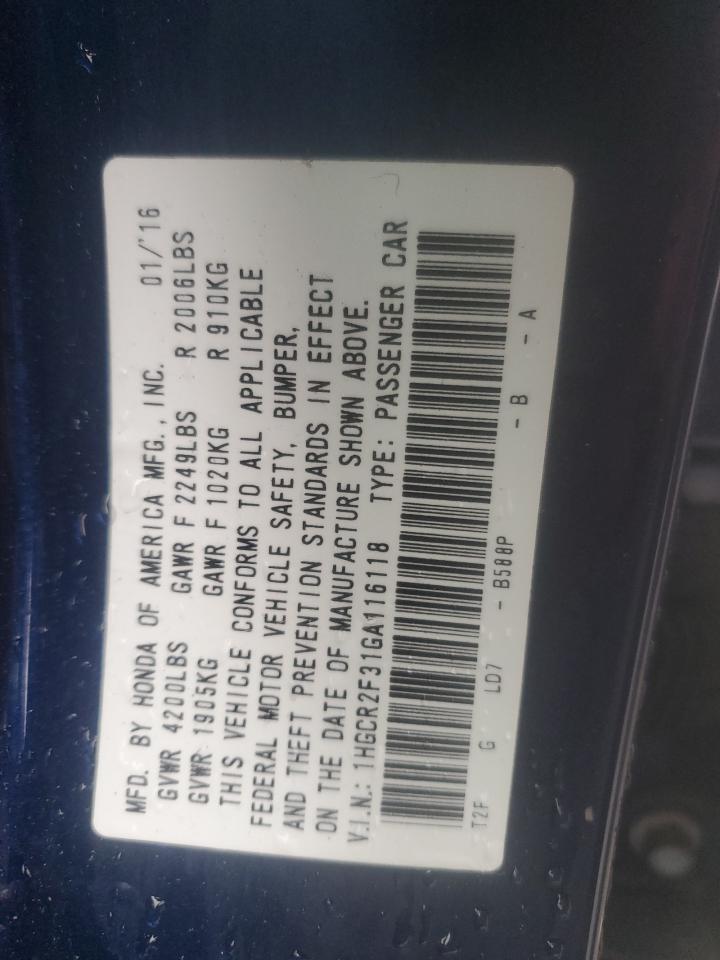 MFD. BY HONDA OF AMERICA MFG., INC. 01/'16
GVWR 4200LBS GAWR F 2249LBS R 2006LBS
GVWR 1905KG GAWR F 1020KG R 910KG
THIS VEHICLE CONFORMS TO ALL APPLICABLE
FEDERAL MOTOR VEHICLE SAFETY, BUMPER,
AND THEFT PREVENTION STANDARDS IN EFFECT
ON THE DATE OF MANUFACTURE SHOWN ABOVE.
V.I.N.: 1HGCR2F31GA116118 TYPE: PASSENGER CAR
T2F G LD7 - B588P - B - A